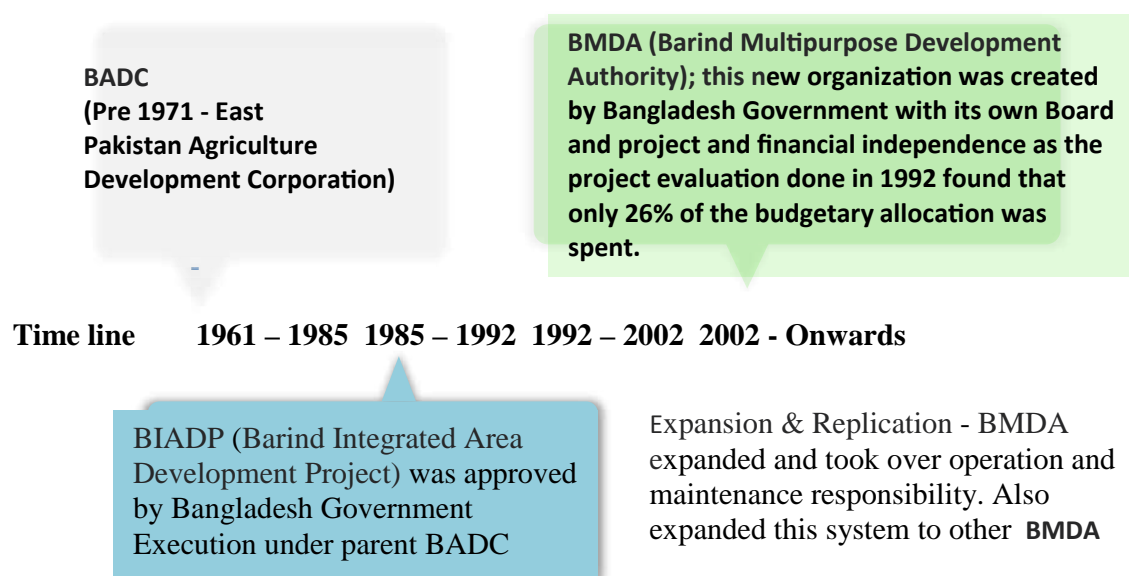 BADC
(Pre 1971 - East
Pakistan Agriculture
Development Corporation)
-
BMDA (Barind Multipurpose Development
Authority); this new organization was created
by Bangladesh Government with its own Board
and project and financial independence as the
project evaluation done in 1992 found that
only 26% of the budgetary allocation was
spent.
Time line 1961 – 1985 1985 – 1992 1992 – 2002 2002 - Onwards
BIADP (Barind Integrated Area
Development Project) was approved
by Bangladesh Government
Execution under parent BADC
Expansion & Replication - BMDA
expanded and took over operation and
maintenance responsibility. Also
expanded this system to other BMDA